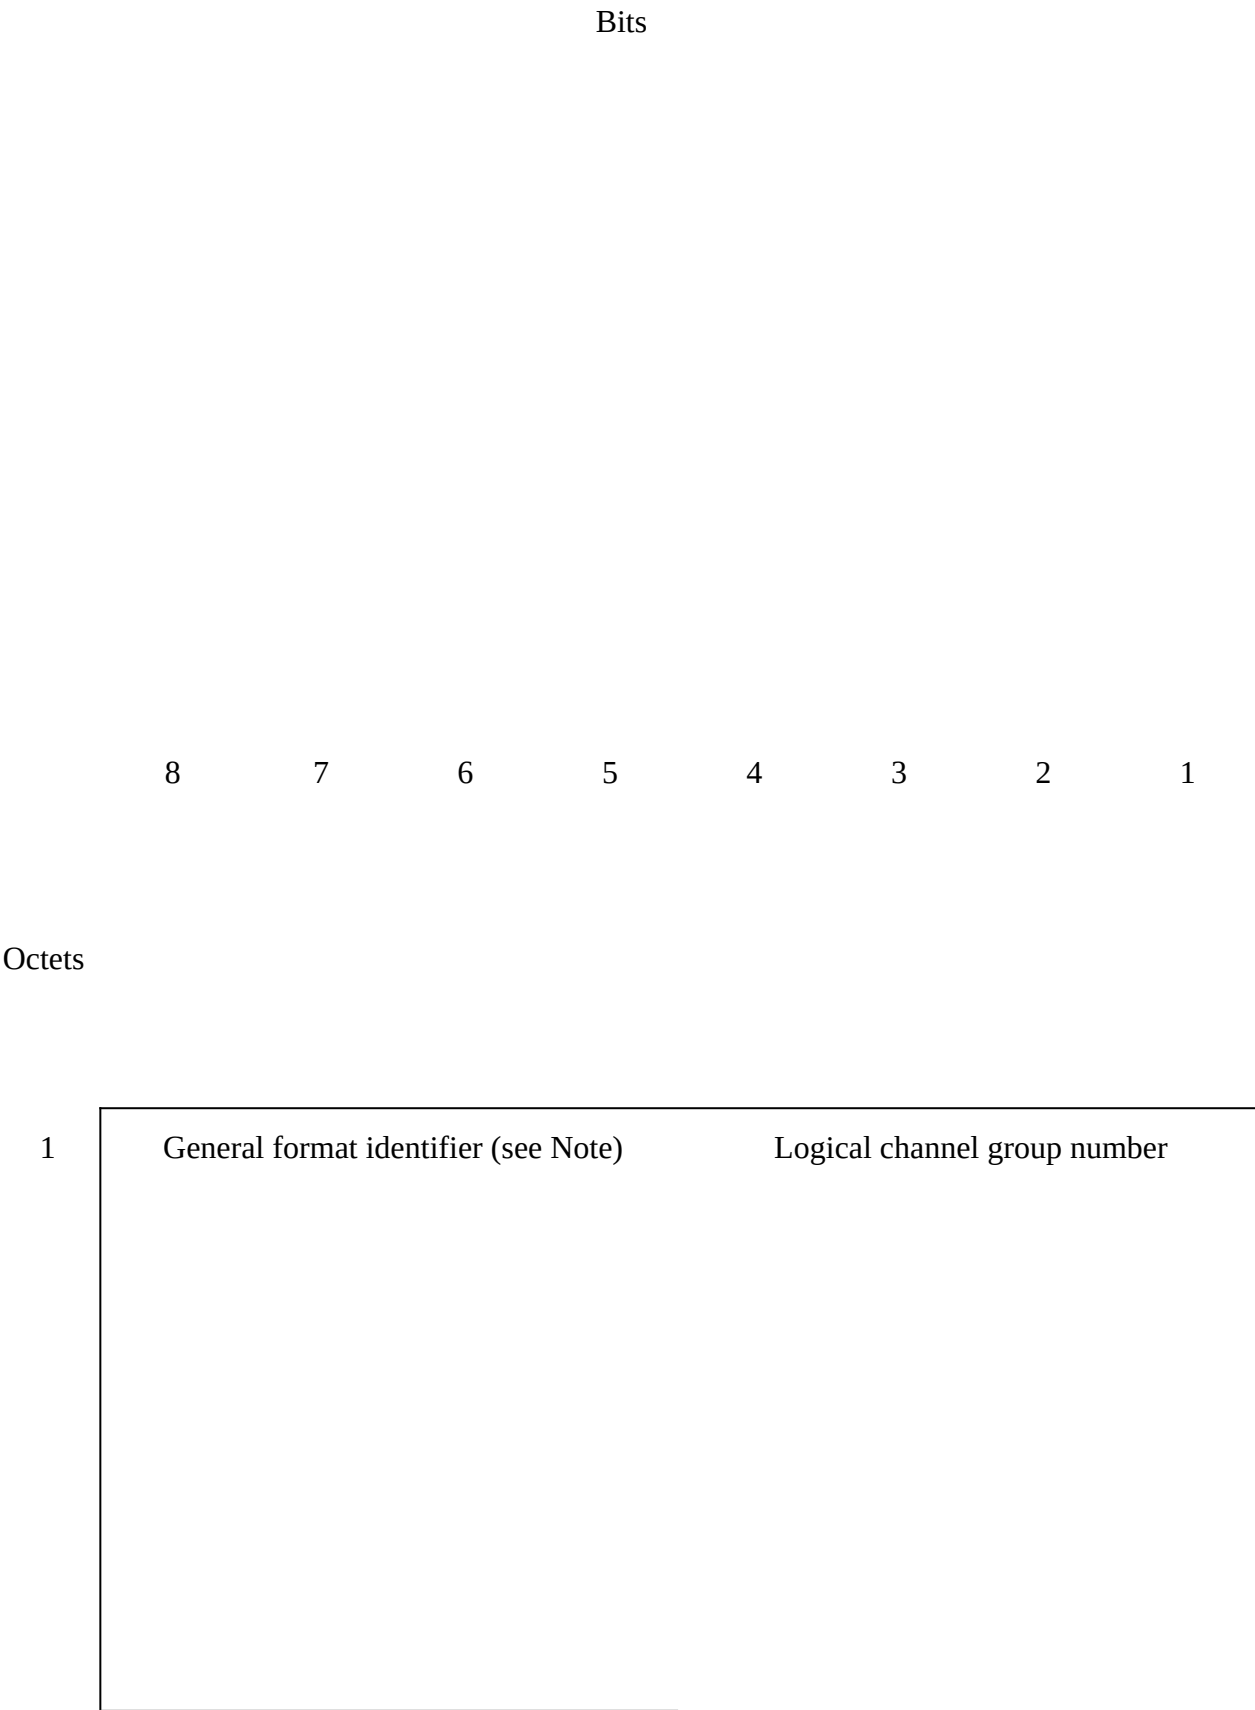 Bits
8 7 6 5 4 3 2 1
Octets
1 General format identifier (see Note) Logical channel group number